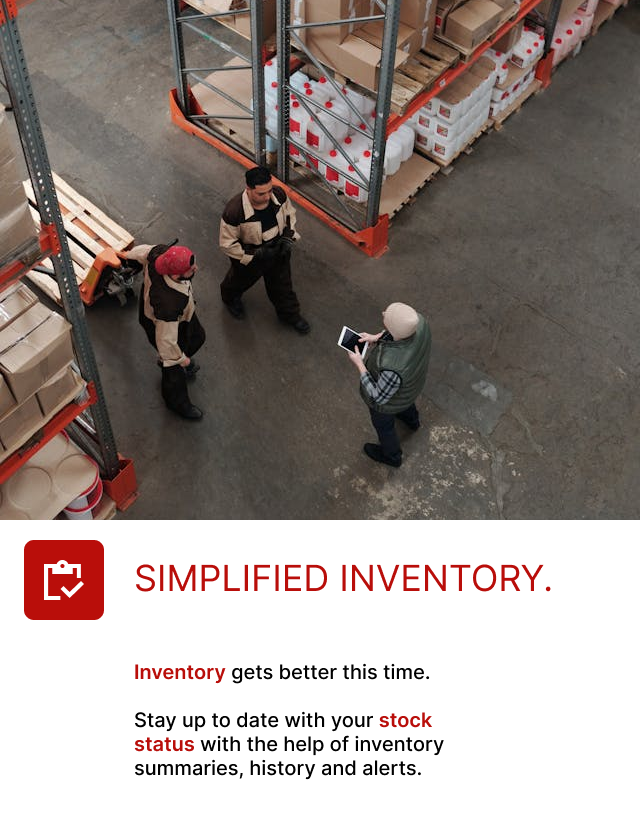 SIMPLIFIED INVENTORY.
Inventory gets better this time.
Stay up to date with your stock
status with the help of inventory
summaries, history and alerts.